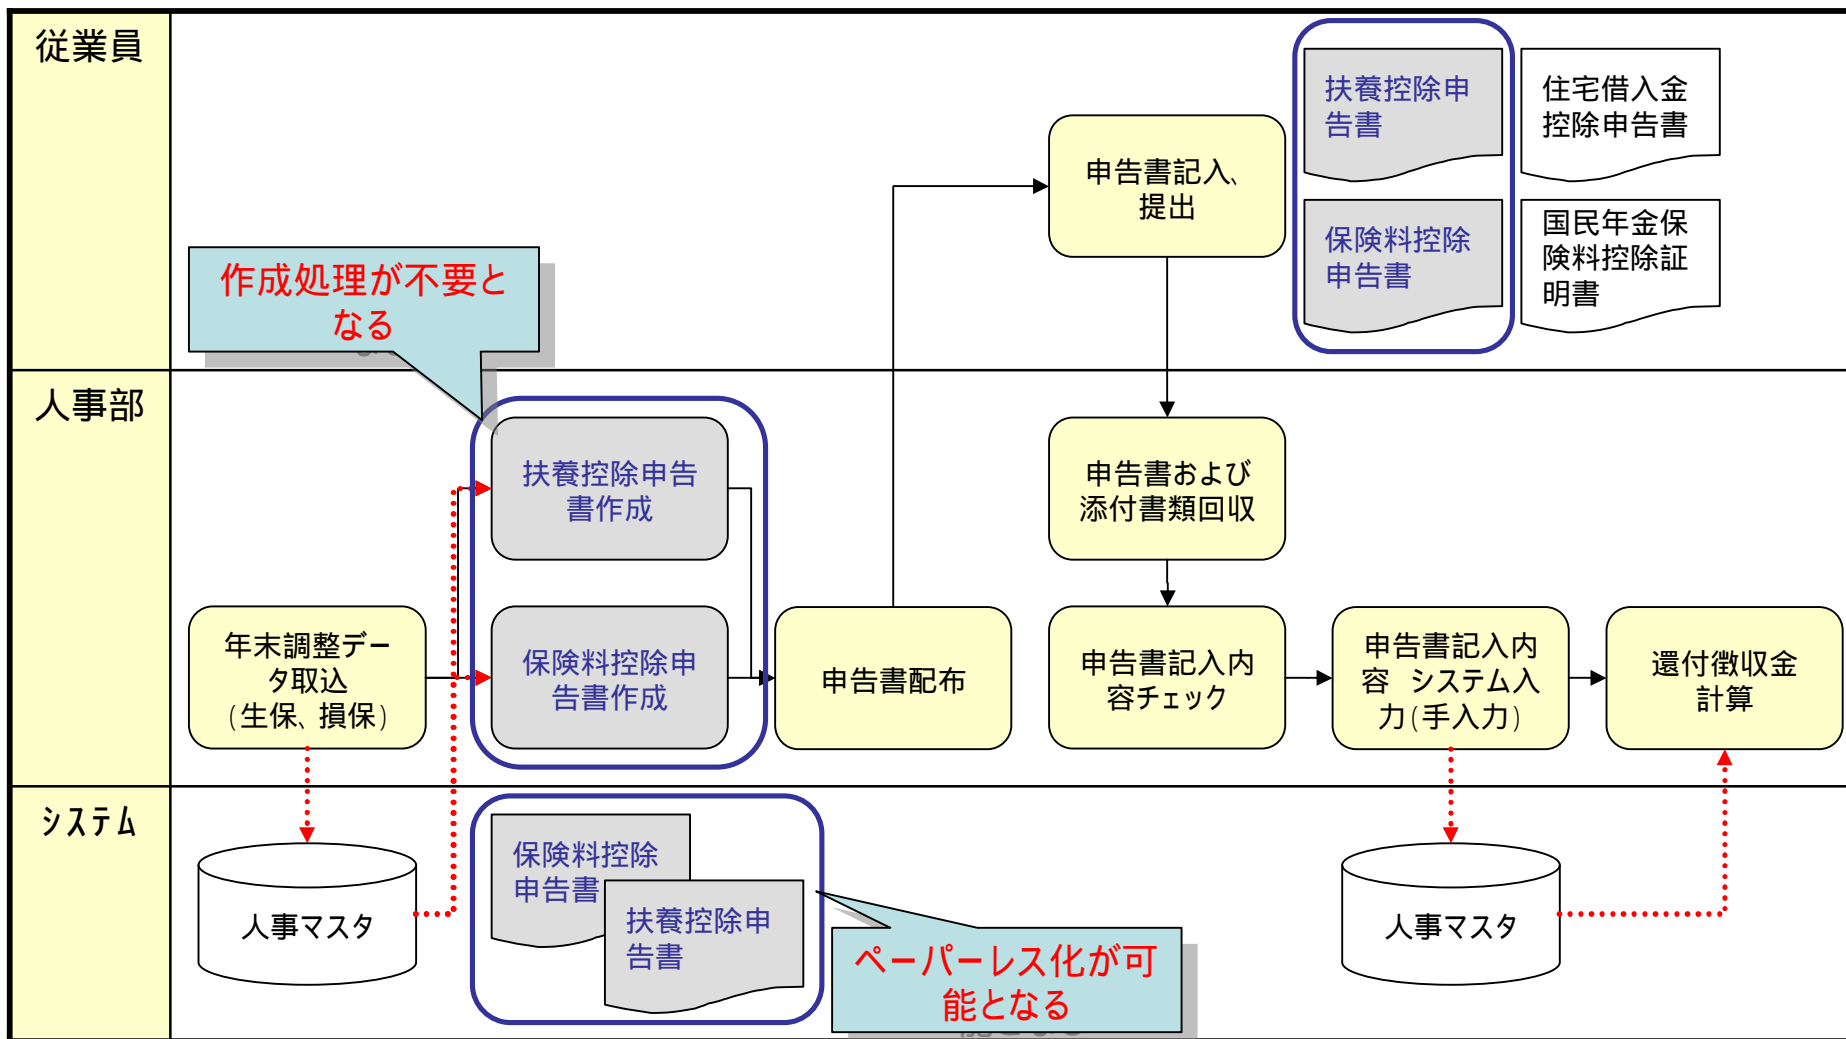 従業員
扶養控除申
告書
住宅借入金
控除申告書
申告書記入、
提出
保険料控除
申告書
国民年金保
険料控除証
明書
作成処理が不要と
なる
人事部
扶養控除申告
書作成
申告書および
添付書類回収
年末調整デー
タ取込
(生保、損保)
保険料控除申
告書作成
申告書配布
申告書記入内
容チェック
申告書記入内
容 システム入
力(手入力)
還付徴収金
計算
システム
人事マスタ
保険料控除
申告書
扶養控除申
告書
ペーパーレス化が可
能となる
人事マスタ